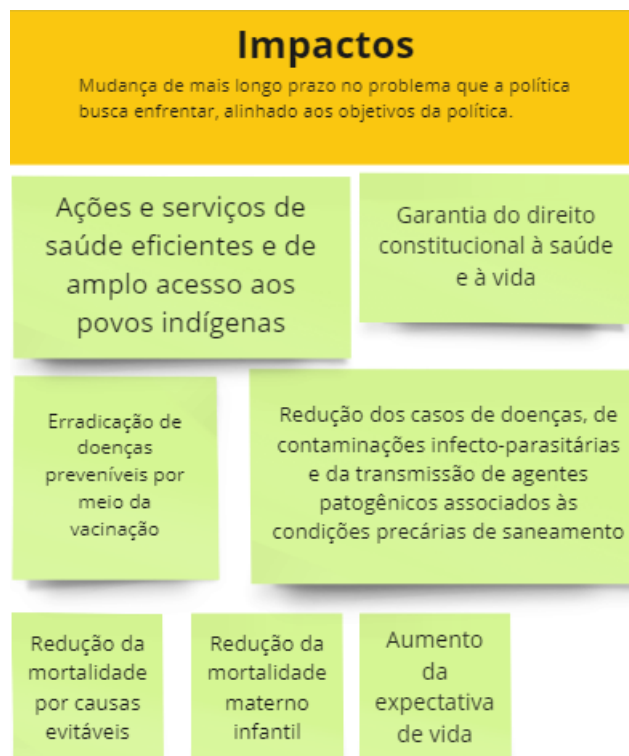 Impactos
Mudança de mais longo prazo no problema que a política
busca enfrentar, alinhado aos objetivos da política.
Ações e serviços de
saúde eficientes e de
amplo acesso aos
povos indígenas
Garantia do direito
constitucional à saúde
e à vida
Erradicação de
doenças
preveníveis por
meio da
vacinação
Redução dos casos de doenças, de
contaminações infecto-parasitárias
e da transmissão de agentes
patogênicos associados às
condições precárias de saneamento
Redução da
mortalidade
por causas
evitáveis
Redução da
mortalidade
materno
infantil
Aumento
da
expectativa
de vida